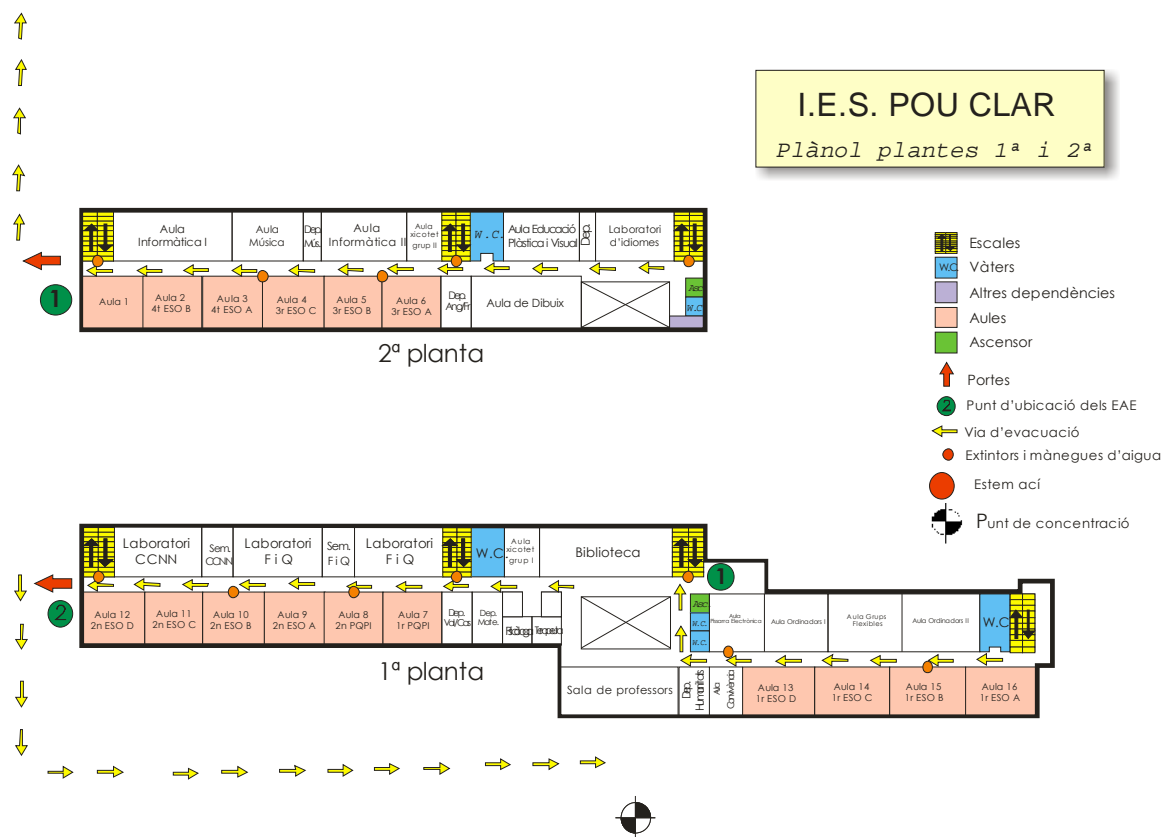 I.E.S. POU CLAR
Plànol plantes 1ª i 2ª
Aula
Informàtica I
Aula
Música
Dep.
Mús.
Aula
Informàtica II
Aula
xicotet
grup II
W.C.
Aula Educació
Plàstica i Visual
Dep.
Laboratori
d'idiomes
1
Aula 1
Aula 2
4t ESO B
Aula 3
4t ESO A
Aula 4
3r ESO C
Aula 5
3r ESO B
Aula 6
3r ESO A
Dep.
Ang/Fr
Aula de Dibuix
Asc.
W.C.
2ª planta
Escales
W.C.
Vàters
Altres dependències
Aules
Ascensor
Portes
2
Punt d'ubicació dels EAE
Via d'evacuació
Extintors i mànegues d'aigua
Estem ací
Punt de concentració
Laboratori
CCNN
Sem.
CCNN
Laboratori
F i Q
Sem.
F i Q
Laboratori
F i Q
W.C
Aula
xicotet
grup I
Biblioteca
1
2
Aula 12
2n ESO D
Aula 11
2n ESO C
Aula 10
2n ESO B
Aula 9
2n ESO A
Aula 8
2n PQPI
Aula 7
1r PQPI
Dep.
Val/Cas
Dep.
Mate.
Asc.
W.C.
W.C.
Aula
Pissarra Electrònica
Aula Ordinadors I
Aula Grups
Flexibles
Aula Ordinadors II
W.C
1ª planta
Sala de professors
Dep.
Humanitats
Aula
Convivència
Aula 13
1r ESO D
Aula 14
1r ESO C
Aula 15
1r ESO B
Aula 16
1r ESO A